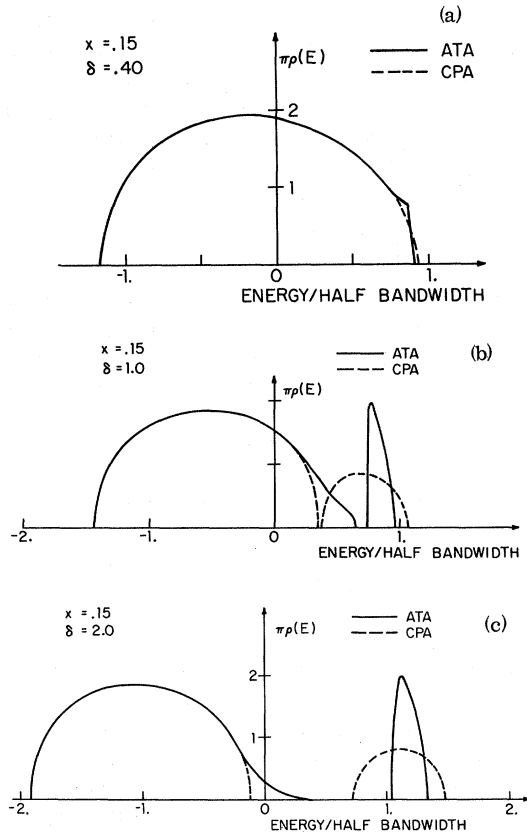 (a)
x = .15
δ = .40
πρ(E)
ATA
CPA
2
1
-1.
0
1.
ENERGY/HALF BANDWIDTH
x = .15
δ = 1.0
πρ(E)
ATA
CPA
(b)
-2.
-1.
0
1.
ENERGY/HALF BANDWIDTH
x = .15
δ = 2.0
πρ(E)
ATA
CPA
(c)
2
1
-2.
-1.
0
1.
2.
ENERGY/HALF BANDWIDTH